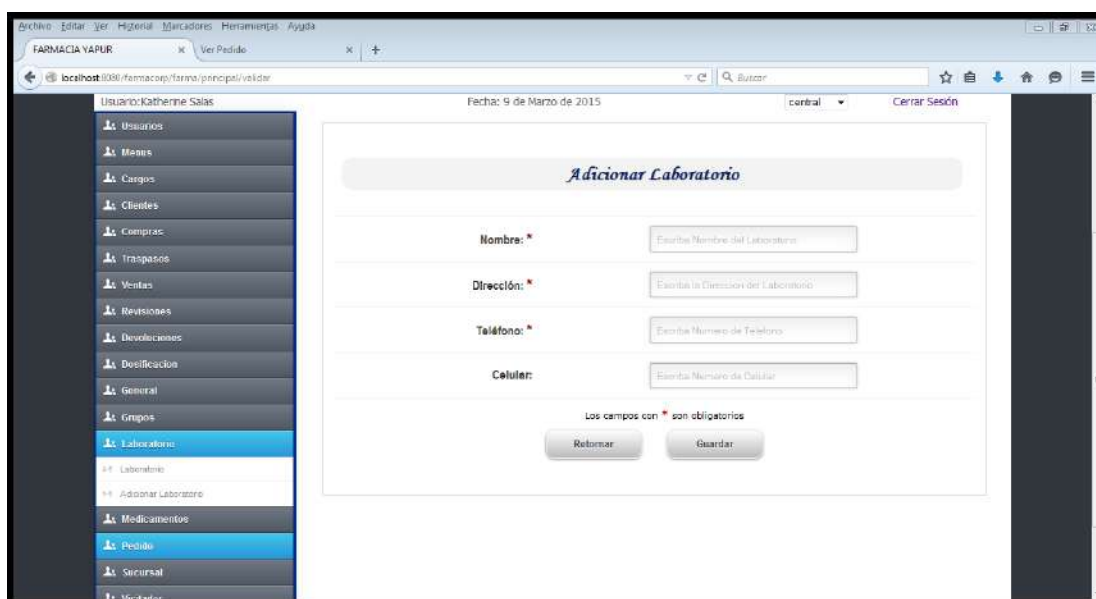 Archivo Editar Ver Historial Marcadores Herramientas Ayuda
FARMACIA YAPUR × Ver Pedido × +
localhost:8080/farmacorp/farma/principal/validar Buscar
Usuario:Katherine Salas Fecha: 9 de Marzo de 2015 central Cerrar Sesión
Usuarios
Menus
Cargos
Clientes
Compras
Traspasos
Ventas
Revisiones
Devoluciones
Dosificacion
General
Grupos
Laboratorio
Laboratorio
Adicionar Laboratorio
Medicamentos
Pedido
Sucursal
Visitador
Adicionar Laboratorio
Nombre: * Escriba Nombre del Laboratorio
Dirección: * Escriba la Direccion del Laboratorio
Teléfono: * Escriba Numero de Telefono
Celular: Escriba Numero de Celular
Los campos con * son obligatorios
Retornar Guardar